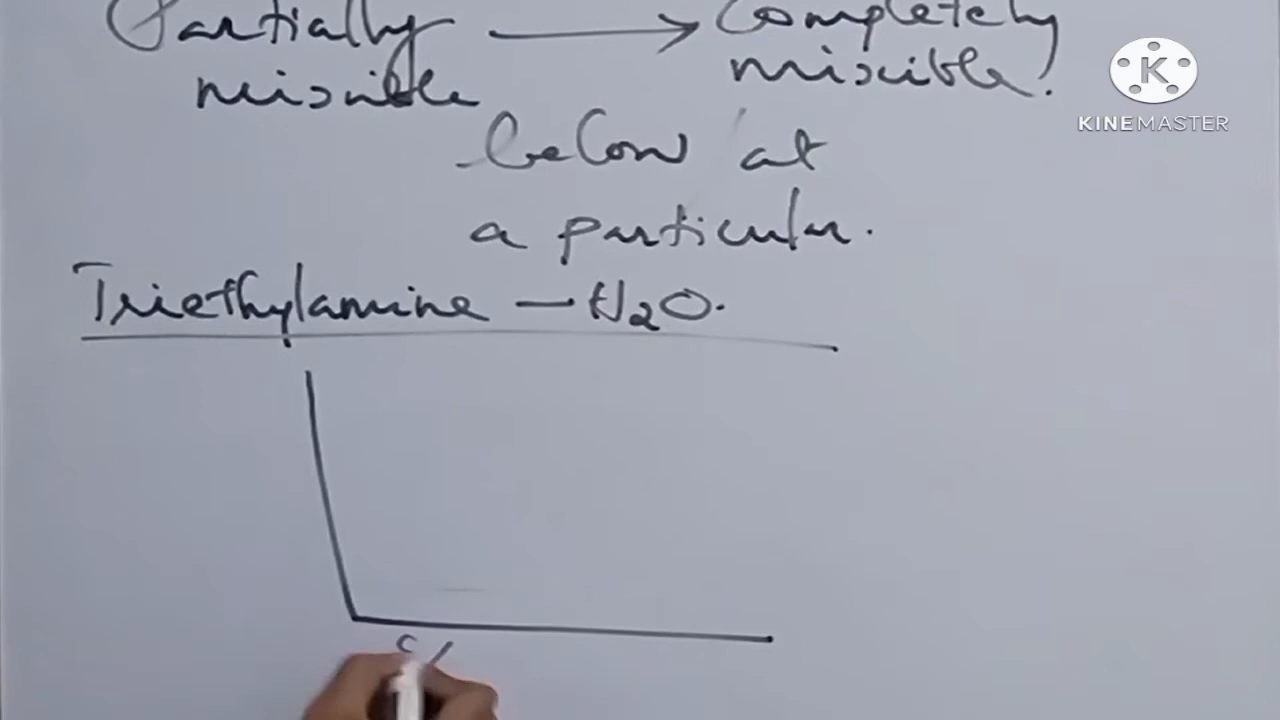 Partially → Completely
miscible miscible!
below at
a particular.
Triethylamine — H₂O.
%
K
KINEMASTER